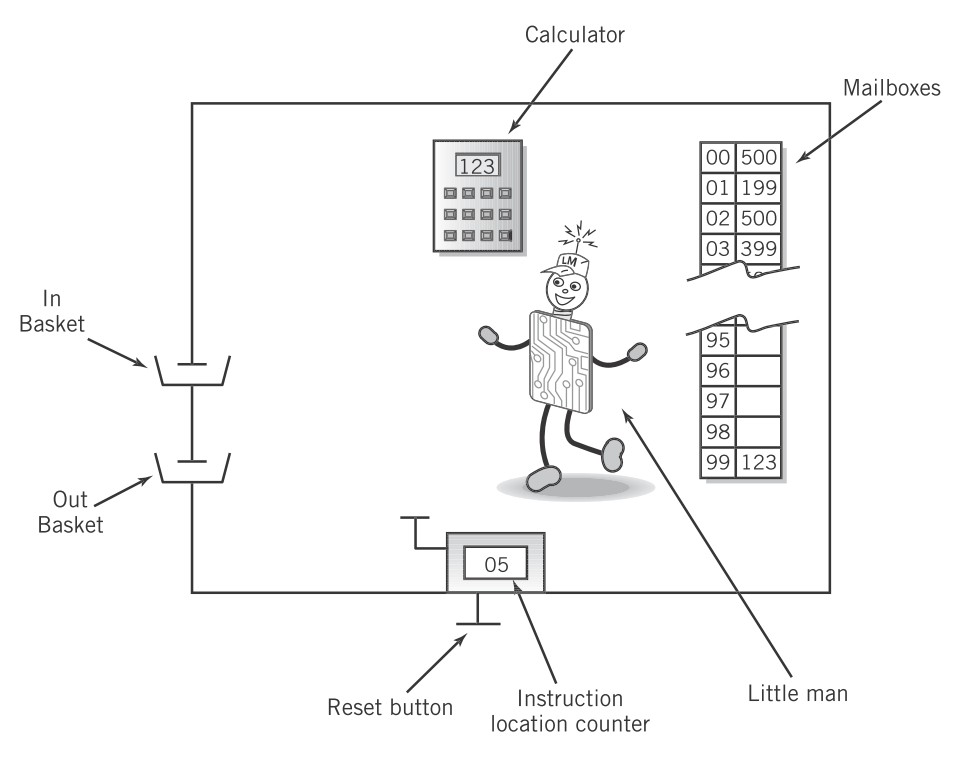 Calculator
Mailboxes
123
00 500
01 199
02 500
03 399
LM
In
Basket
95
96
97
98
99 123
Out
Basket
05
Reset button
Instruction
location counter
Little man